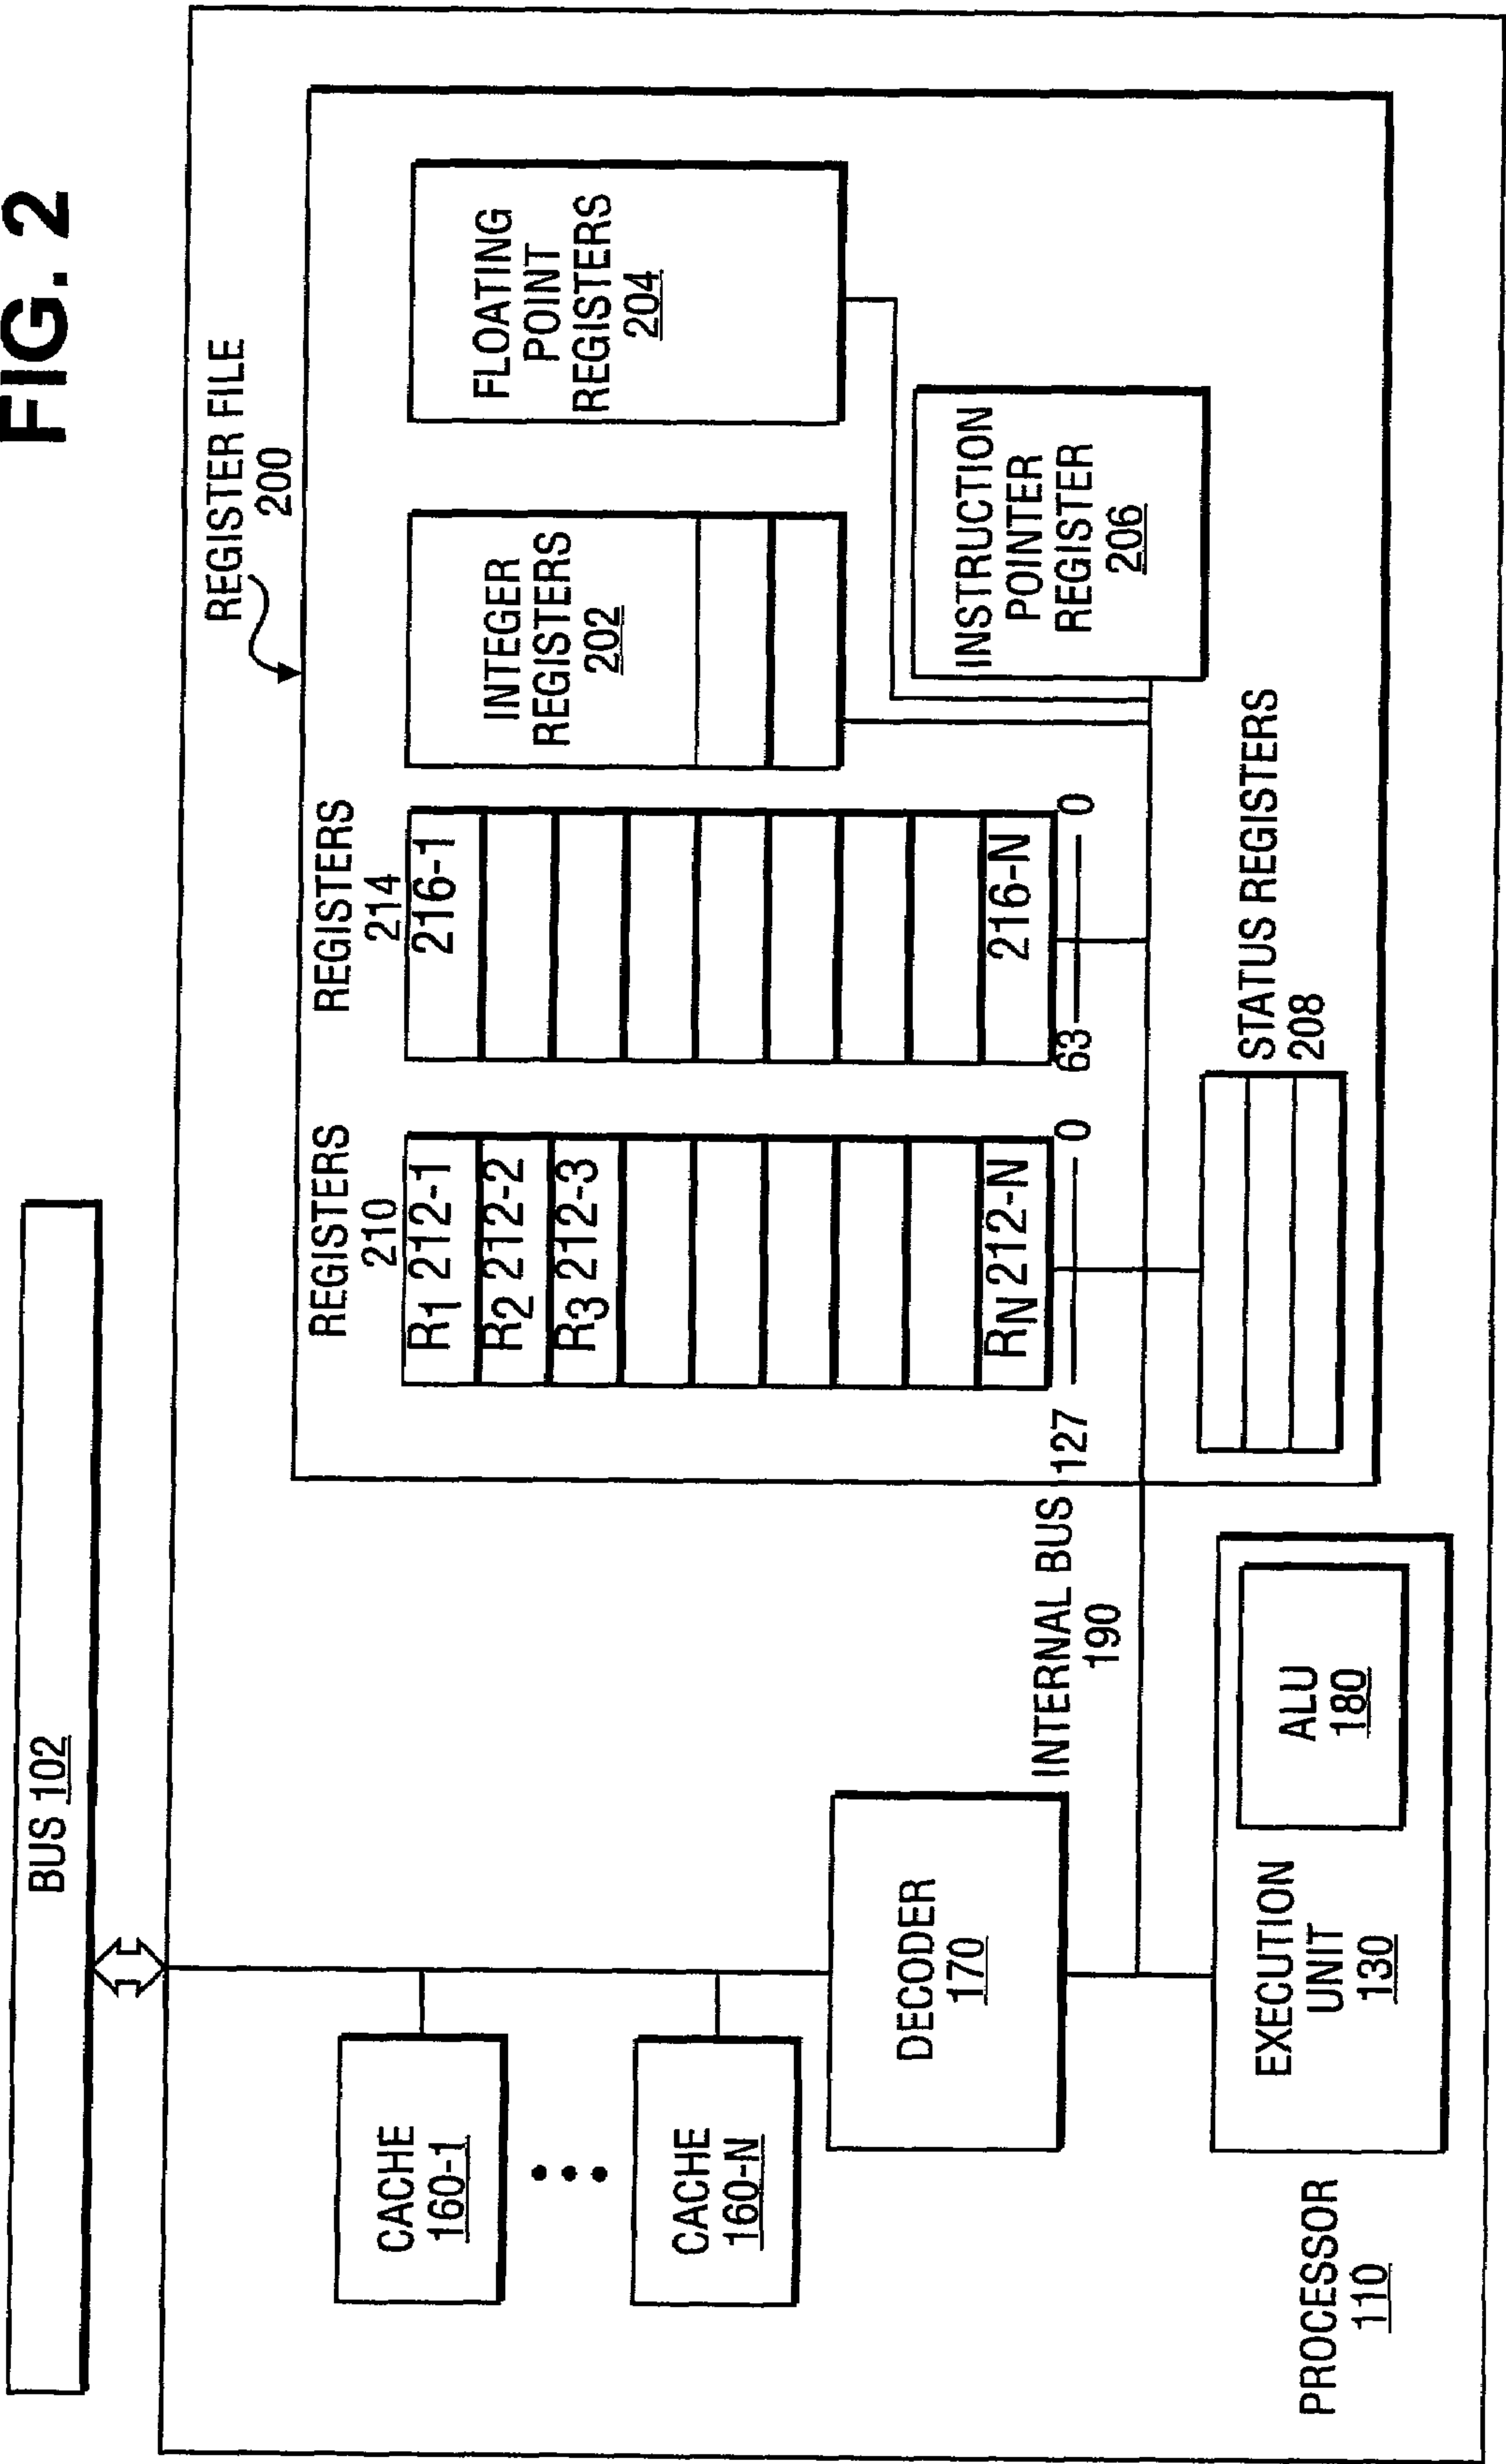 FIG. 2
BUS 102
REGISTER FILE
200
REGISTERS
210
R1 212-1
R2 212-2
R3 212-3
RN 212-N
127
0
REGISTERS
214
216-1
216-N
63
0
INTEGER
REGISTERS
202
FLOATING
POINT
REGISTERS
204
INSTRUCTION
POINTER
REGISTER
206
STATUS REGISTERS
208
CACHE
160-1
CACHE
160-N
DECODER
170
INTERNAL BUS
190
EXECUTION
UNIT
130
ALU
180
PROCESSOR
110